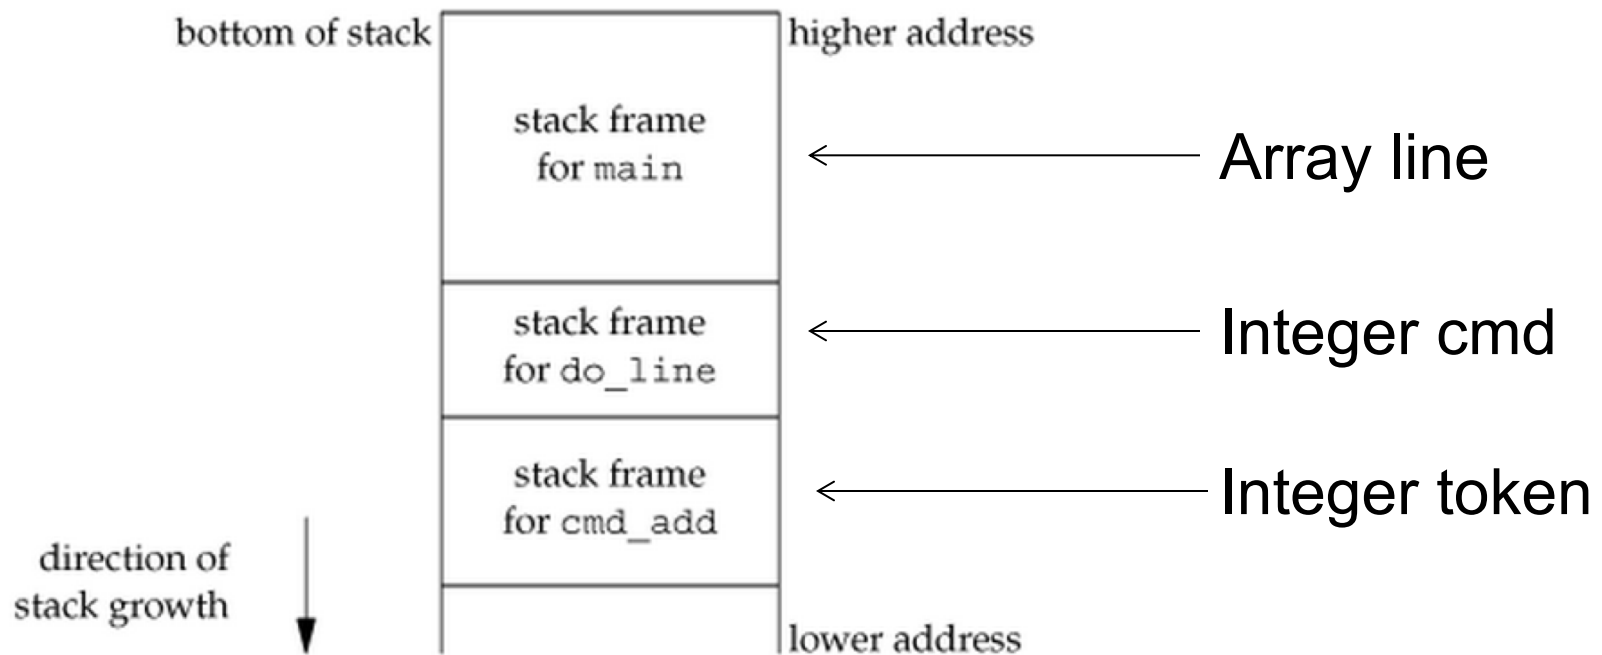 bottom of stack
higher address
stack frame
for main
Array line
stack frame
for do_line
Integer cmd
stack frame
for cmd_add
Integer token
direction of
stack growth
lower address